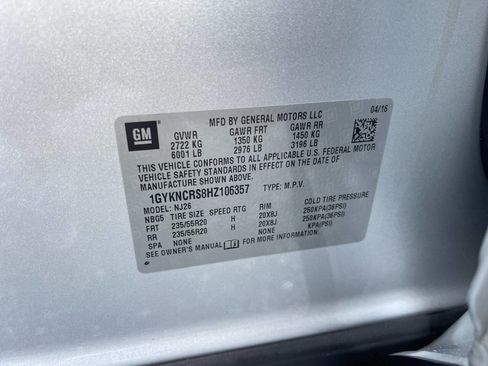 MFD BY GENERAL MOTORS LLC 04/16
GM GVWR GAWR FRT GAWR RR
2722 KG 1350 KG 1450 KG
6001 LB 2976 LB 3196 LB
THIS VEHICLE CONFORMS TO ALL APPLICABLE U.S. FEDERAL MOTOR
VEHICLE SAFETY STANDARDS IN EFFECT ON THE DATE OF
MANUFACTURE SHOWN ABOVE.
1GYKNCRS8HZ106357 TYPE: M.P.V.
MODEL: NJ26
NBG5 TIRE SIZE SPEED RTG RIM COLD TIRE PRESSURE
FRT 235/55R20 H 20X8J 250KPA(36PSI)
RR 235/55R20 H 20X8J 250KPA(36PSI)
SPA NONE NONE KPA(PSI)
SEE OWNER'S MANUAL FOR MORE INFORMATION